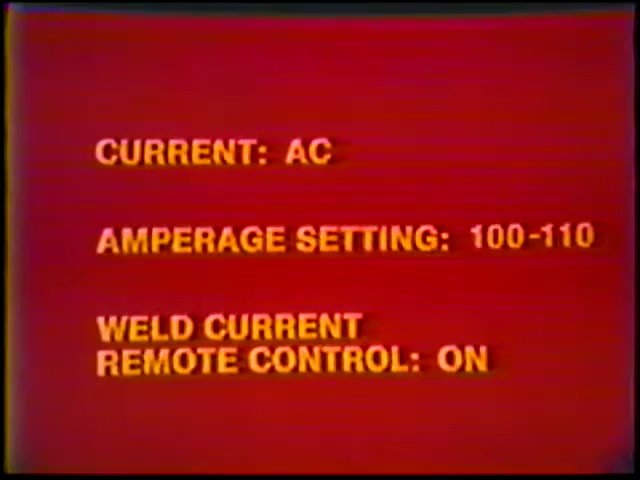 CURRENT: AC
AMPERAGE SETTING: 100-110
WELD CURRENT
REMOTE CONTROL: ON